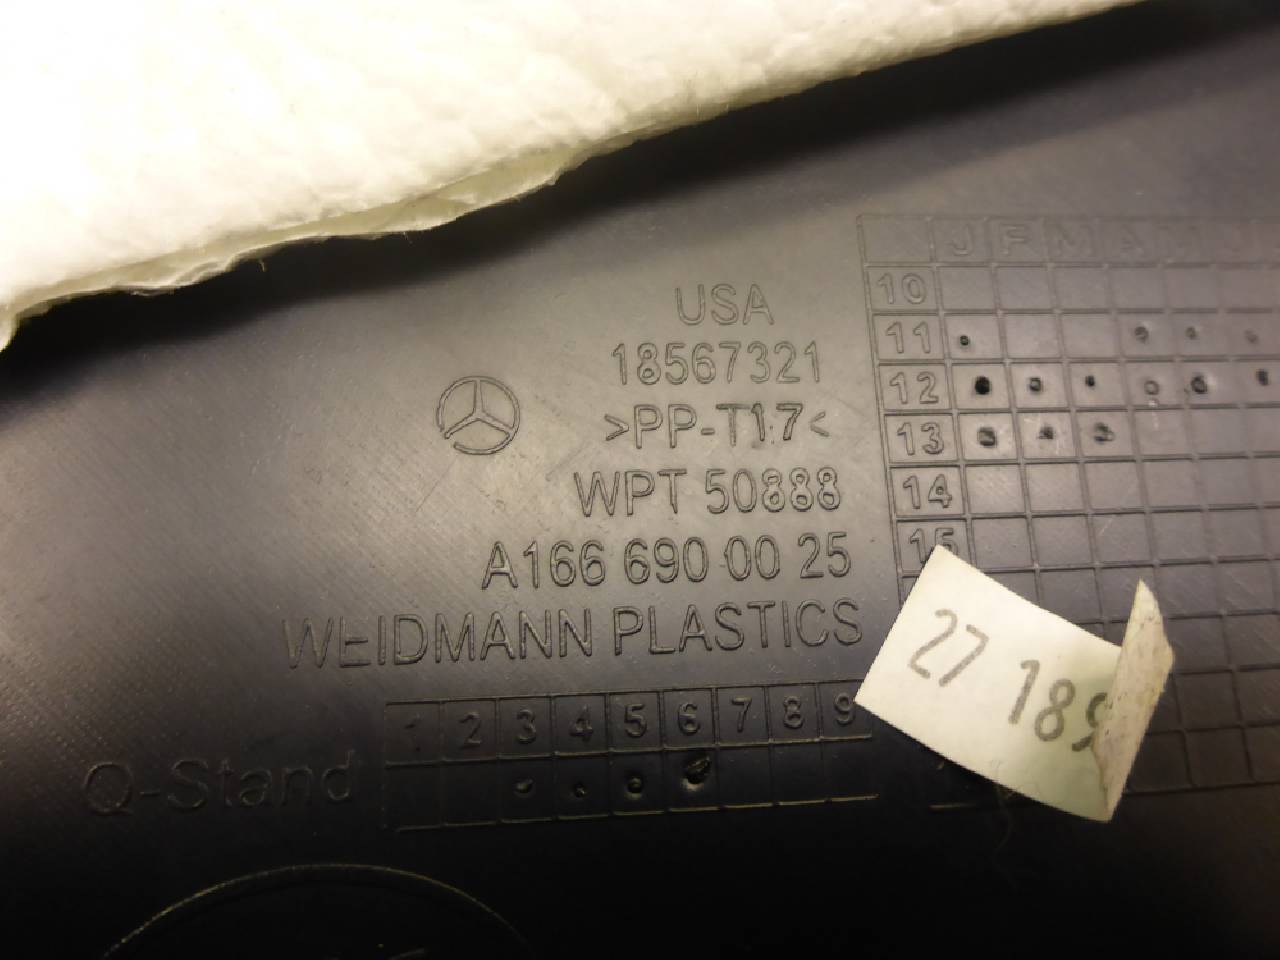 USA
18567321
>PP-T17<
WPT 50888
A166 690 00 25
WEIDMANN PLASTICS
J F M A M J
10
11
12
13
14
15
27 189
1 2 3 4 5 6 7 8 9
Q-Stand